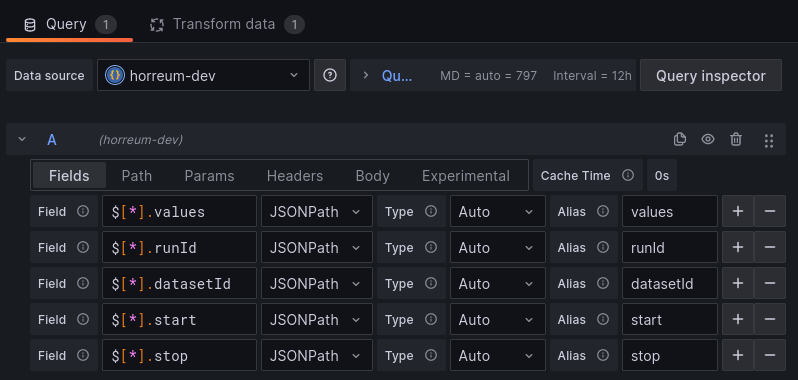 Query 1 Transform data 1
Data source horreum-dev Qu... MD = auto = 797 Interval = 12h Query inspector
A (horreum-dev)
Fields Path Params Headers Body Experimental Cache Time 0s
Field $[*].values JSONPath Type Auto Alias values
Field $[*].runId JSONPath Type Auto Alias runId
Field $[*].datasetId JSONPath Type Auto Alias datasetId
Field $[*].start JSONPath Type Auto Alias start
Field $[*].stop JSONPath Type Auto Alias stop